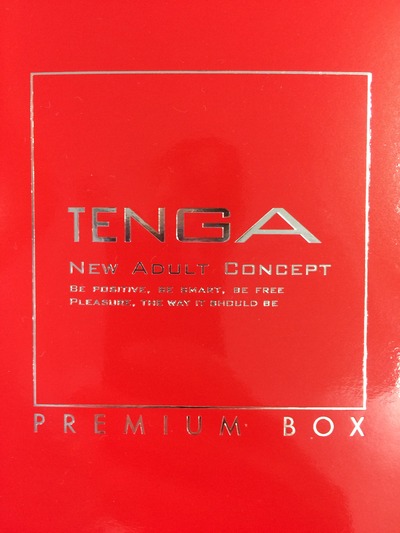 TENGA
NEW ADULT CONCEPT
BE POSITIVE, BE SMART, BE FREE
PLEASURE, THE WAY IT SHOULD BE
PREMIUM BOX